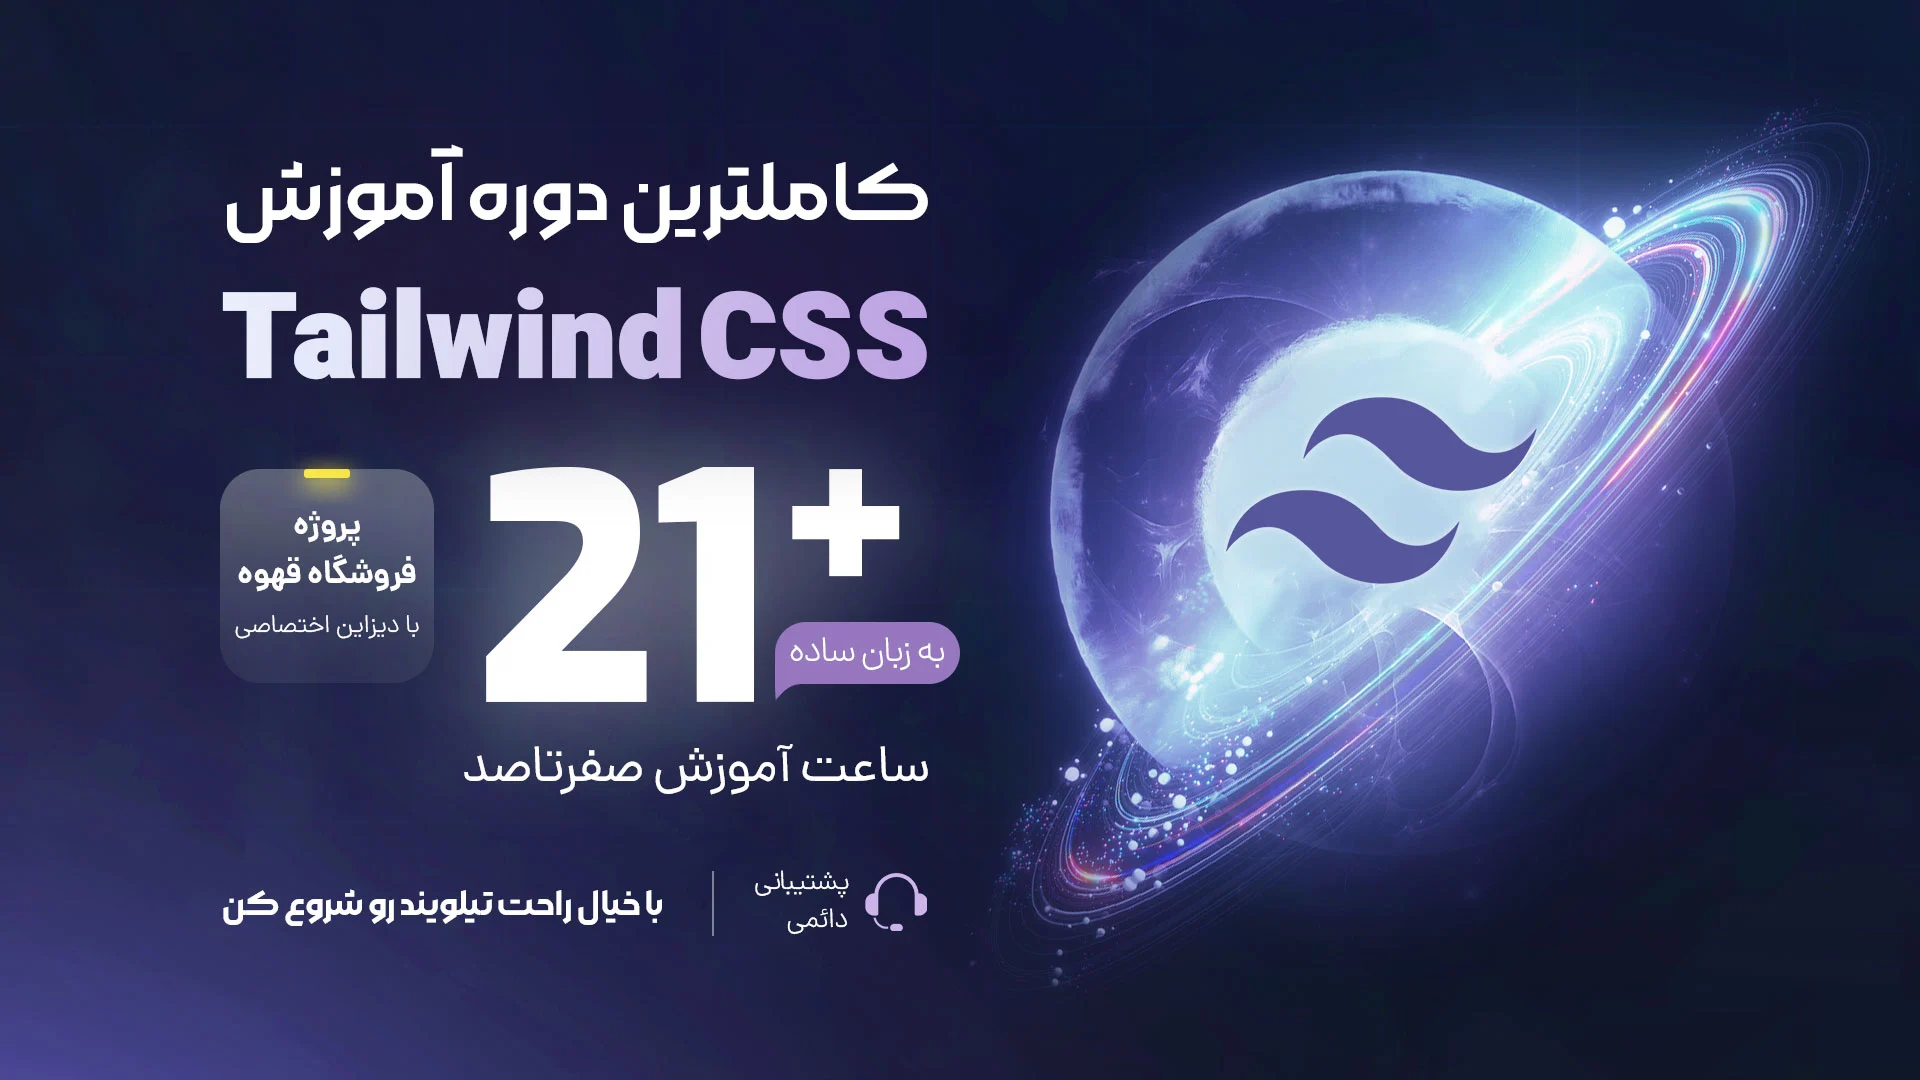 کاملترین دوره آموزش
Tailwind CSS
21+
به زبان ساده
ساعت آموزش صفرتاصد
پروژه
فروشگاه قهوه
با دیزاین اختصاصی
پشتیبانی
دائمی
با خیال راحت تیلویند رو شروع کن